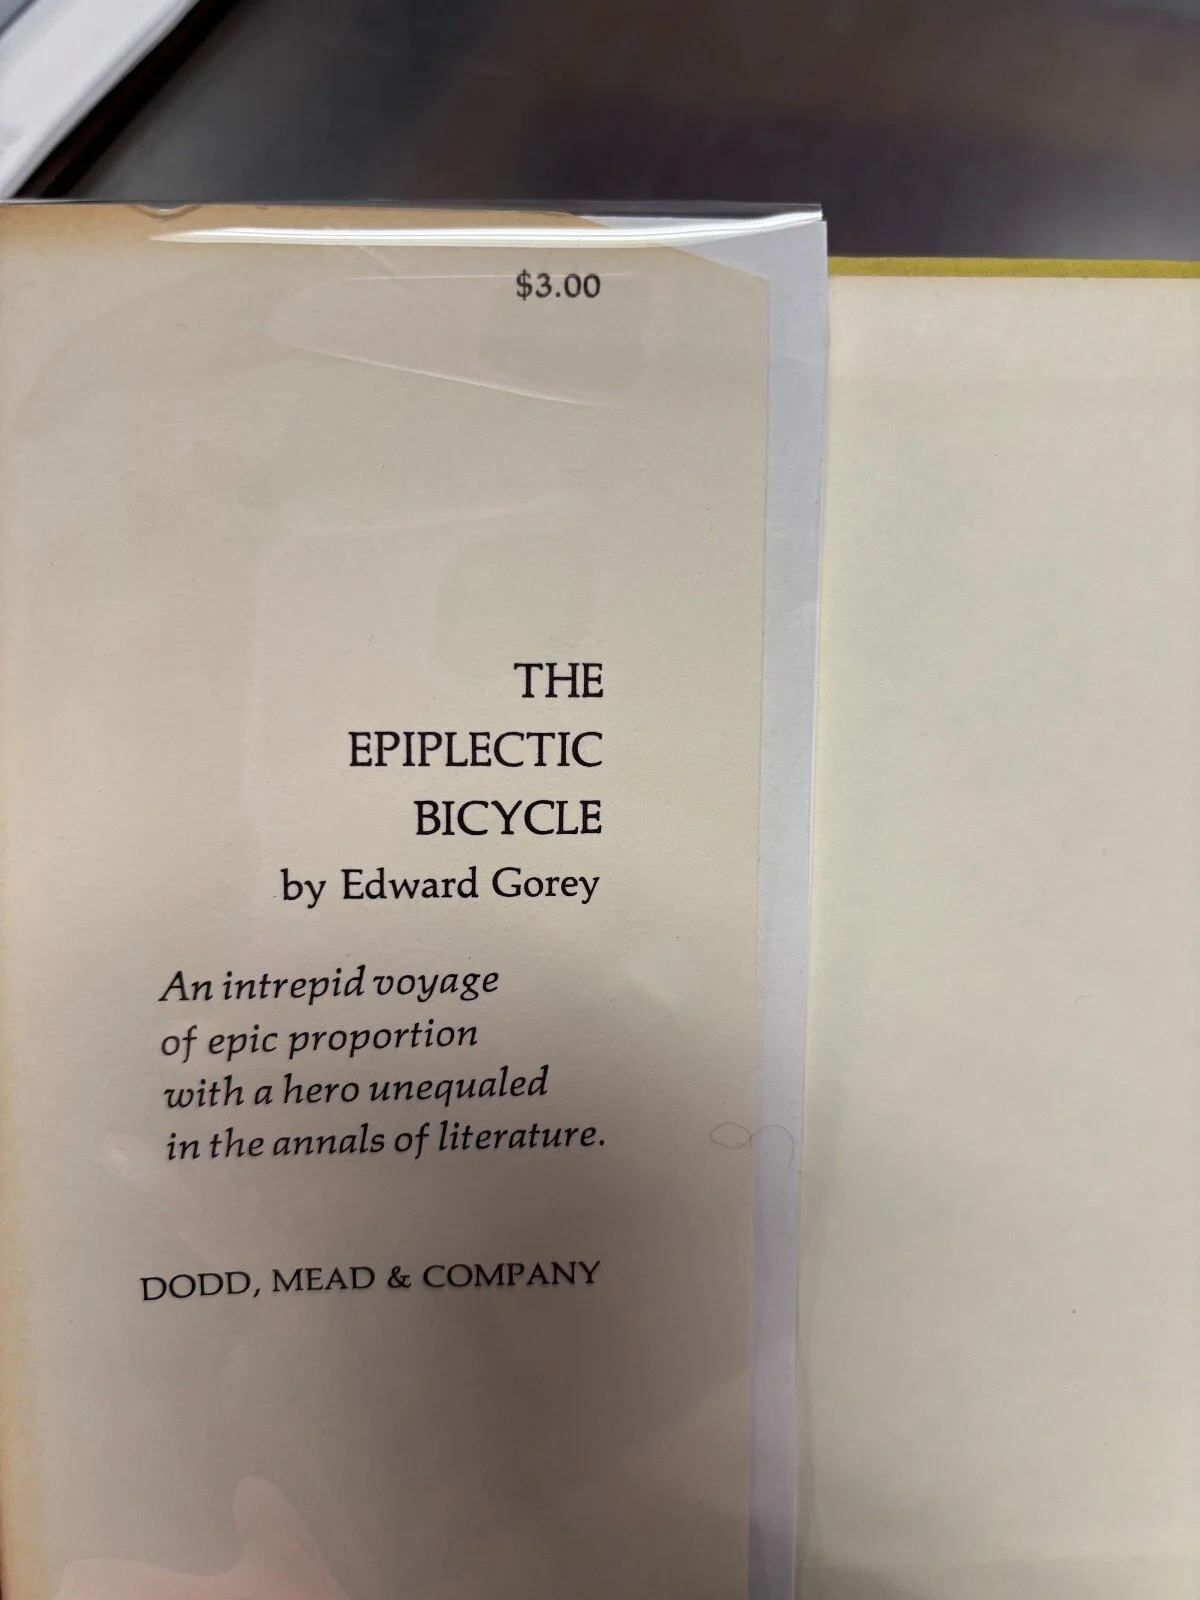 $3.00
THE
EPIPLECTIC
BICYCLE
by Edward Gorey
An intrepid voyage
of epic proportion
with a hero unequaled
in the annals of literature.
DODD, MEAD & COMPANY